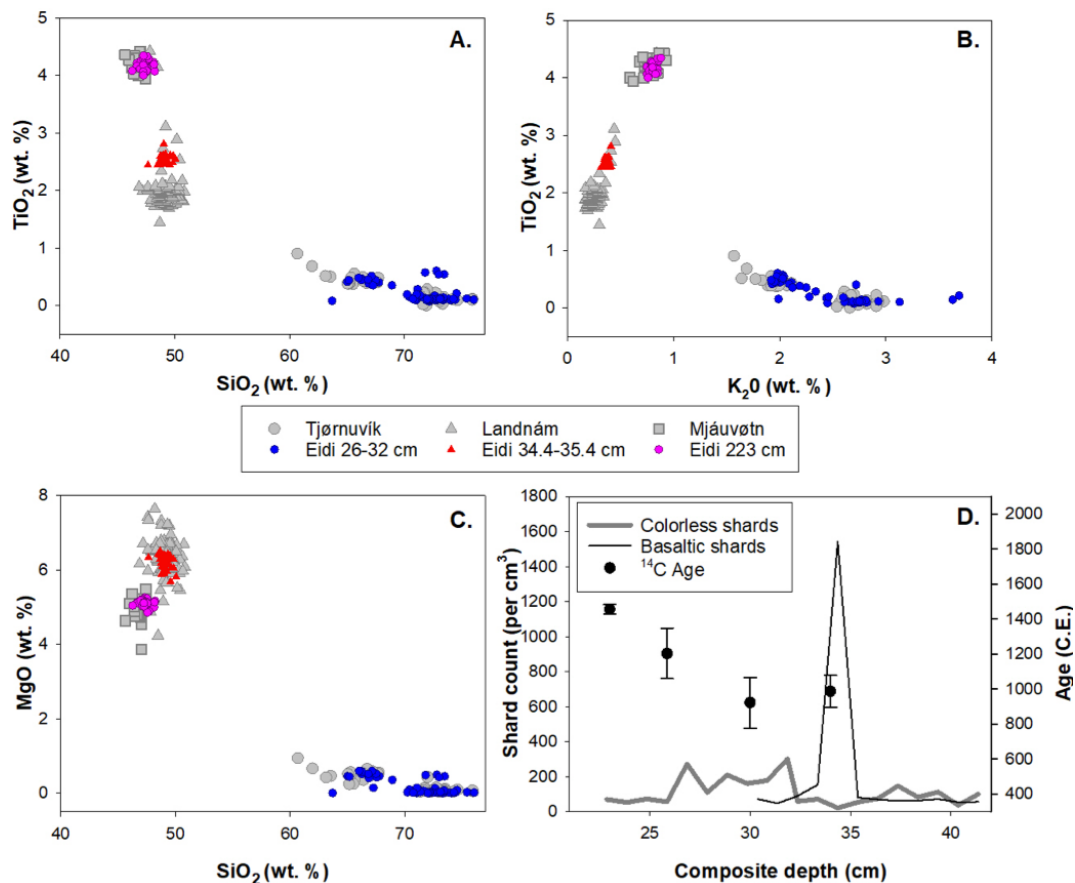 A.
5
4
3
2
1
0
TiO2 (wt. %)
40 50 60 70
SiO2 (wt. %)
B.
5
4
3
2
1
0
TiO2 (wt. %)
0 1 2 3 4
K20 (wt. %)
Tjørnuvík Landnám Mjáuvøtn
Eidi 26-32 cm Eidi 34.4-35.4 cm Eidi 223 cm
C.
8
6
4
2
0
MgO (wt. %)
40 50 60 70
SiO2 (wt. %)
D.
Colorless shards
Basaltic shards
14C Age
1800
1600
1400
1200
1000
800
600
400
200
0
Shard count (per cm3)
2000
1800
1600
1400
1200
1000
800
600
400
Age (C.E.)
25 30 35 40
Composite depth (cm)